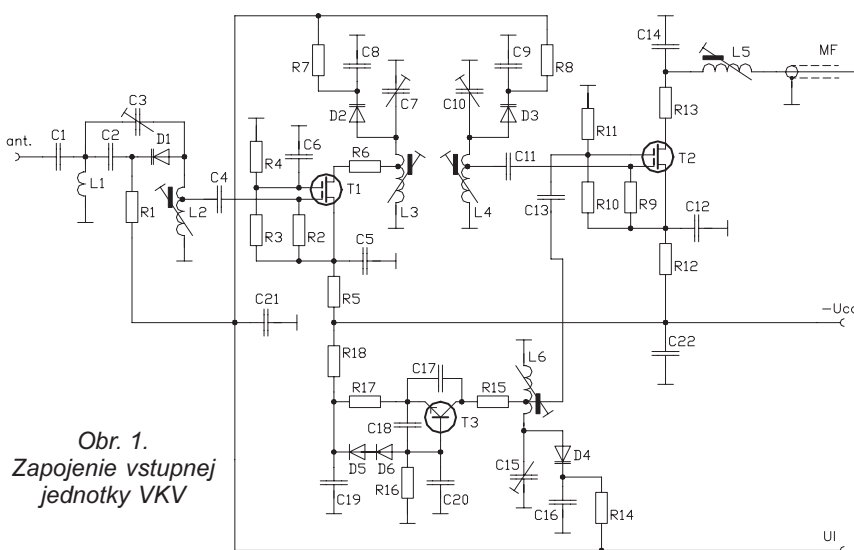 C14
L5
MF
R7
C8
C9
R8
C7
C10
D2
D3
R13
C3
ant.
C1
C2
D1
R11
C6
R4
R6
C11
T2
T1
L1
C4
R1
L2
L3
L4
C13
R10
R9
R3
R2
C12
C5
R12
R5
C21
-Ucc
C22
L6
R18
C17
R17
R15
T3
C18
D5
D6
D4
C15
R16
C19
C20
C16
R14
Ul
Obr. 1.
Zapojenie vstupnej
jednotky VKV